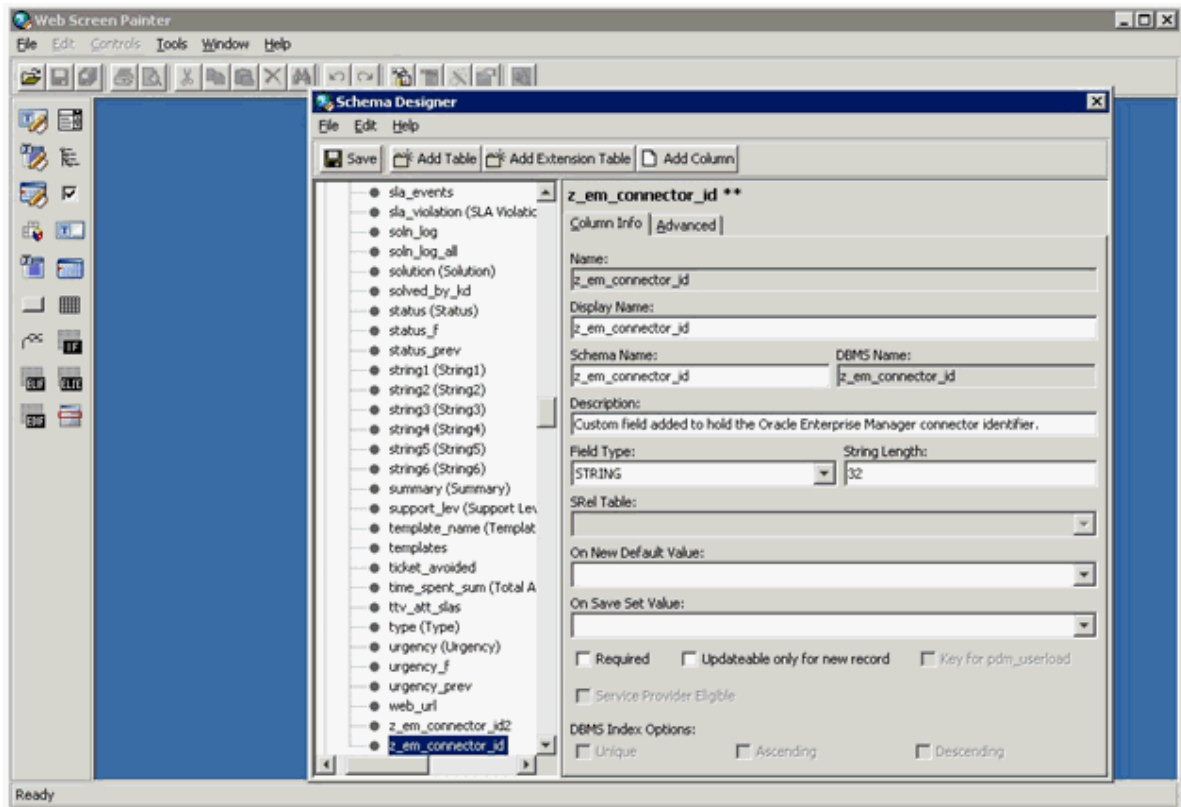 Web Screen Painter
File Edit Controls Tools Window Help
Schema Designer
File Edit Help
Save Add Table Add Extension Table Add Column
sla_events
sla_violation (SLA Violatic
soln_log
soln_log_all
solution (Solution)
solved_by_kd
status (Status)
status_f
status_prev
string1 (String1)
string2 (String2)
string3 (String3)
string4 (String4)
string5 (String5)
string6 (String6)
summary (Summary)
support_lev (Support Lev
template_name (Templat
templates
ticket_avoided
time_spent_sum (Total A
ttv_att_slas
type (Type)
urgency (Urgency)
urgency_f
urgency_prev
web_url
z_em_connector_id2
z_em_connector_id
z_em_connector_id **
Column Info Advanced
Name:
z_em_connector_id
Display Name:
z_em_connector_id
Schema Name: DBMS Name:
z_em_connector_id z_em_connector_id
Description:
Custom field added to hold the Oracle Enterprise Manager connector identifier.
Field Type: String Length:
STRING 32
SRel Table:
On New Default Value:
On Save Set Value:
Required Updateable only for new record Key for pdm_userload
Service Provider Eligible
DBMS Index Options:
Unique Ascending Descending
Ready